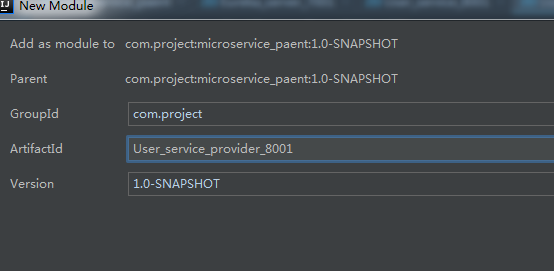 New Module
Add as module to com.project:microservice_paent:1.0-SNAPSHOT
Parent com.project:microservice_paent:1.0-SNAPSHOT
GroupId com.project
ArtifactId User_service_provider_8001
Version 1.0-SNAPSHOT